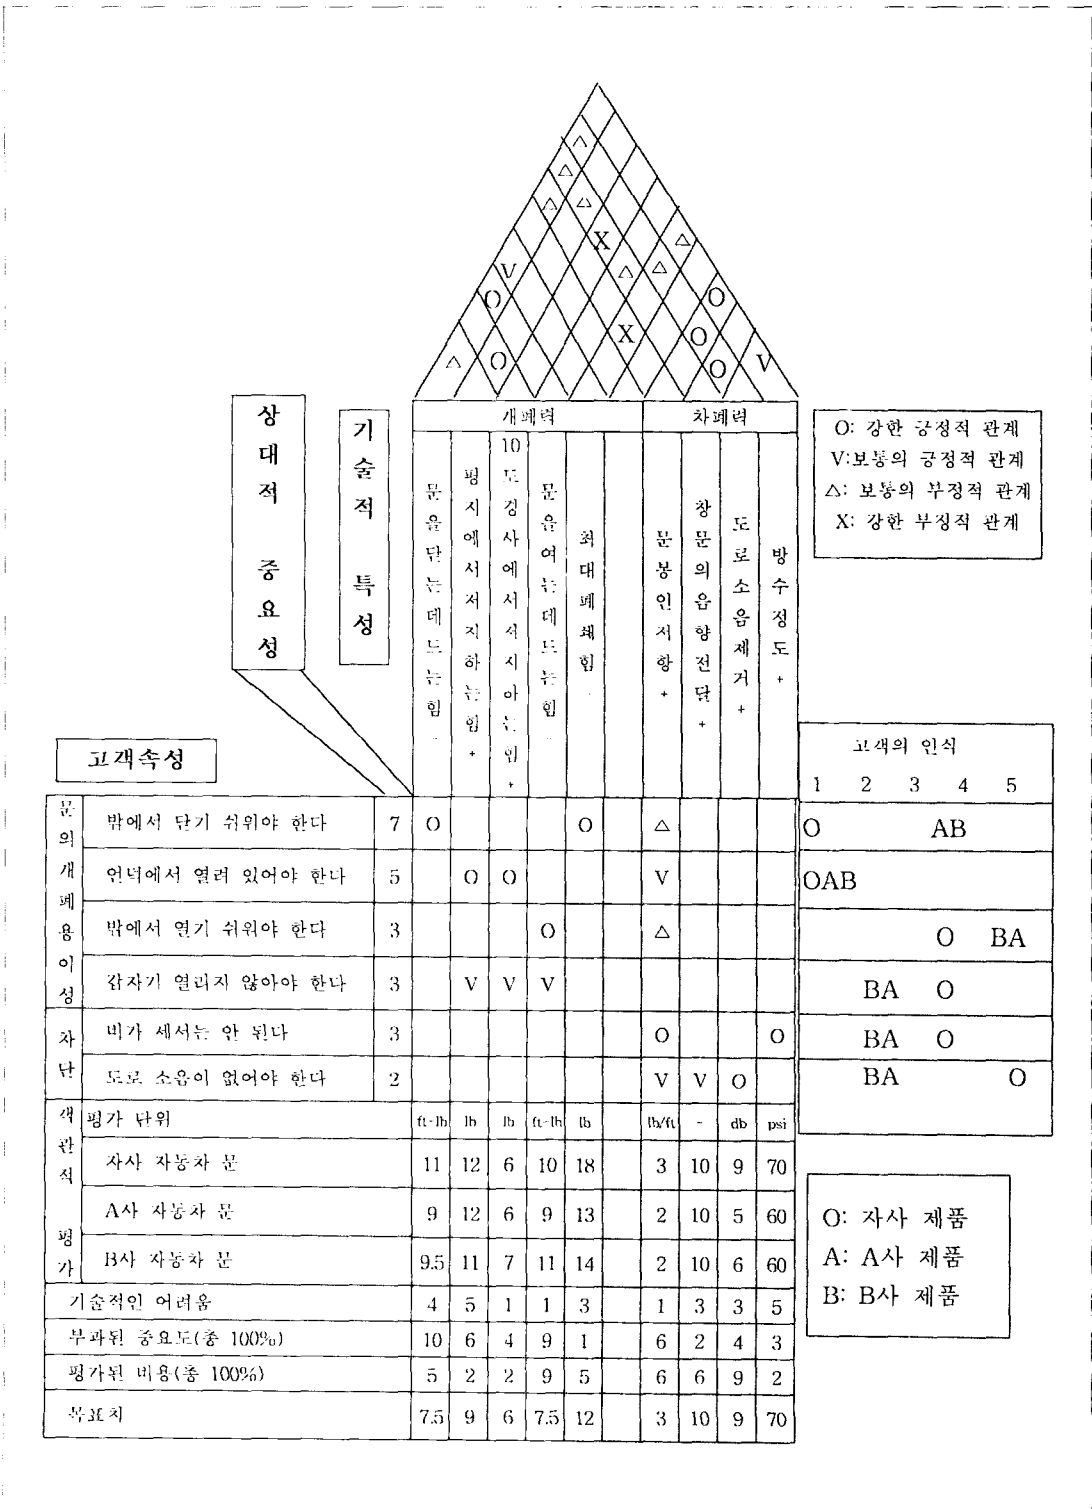 △
△
△ △
X △
V △ △
O O
X O
△ O O V
개폐력 차폐력
상대적 중요성
기술적 특성
문을 닫는데 드는 힘 -
평지에서 저지하는 힘 +
10도 경사에서 저지하는 힘 +
문을 여는데 드는 힘 -
최대폐쇄힘 -
문봉인저항 +
창문의음향전달 +
도로소음제거 +
방수정도 +
O: 강한 긍정적 관계
V:보통의 긍정적 관계
△: 보통의 부정적 관계
X: 강한 부정적 관계
고객속성
고객의 인식
1 2 3 4 5
문의개폐용이성
밖에서 닫기 쉬워야 한다 7 O O △ O AB
언덕에서 열려 있어야 한다 5 O O V OAB
밖에서 열기 쉬워야 한다 3 O △ O BA
갑자기 열리지 않아야 한다 3 V V V BA O
차단
비가 새서는 안 된다 3 O O BA O
도로 소음이 없어야 한다 2 V V O BA O
객관적 평가
평가 단위 ft-lb lb lb ft-lb lb lb/ft - db psi
자사 자동차 문 11 12 6 10 18 3 10 9 70
A사 자동차 문 9 12 6 9 13 2 10 5 60
B사 자동차 문 9.5 11 7 11 14 2 10 6 60
기술적인 어려움 4 5 1 1 3 1 3 3 5
부과된 중요도(총 100%) 10 6 4 9 1 6 2 4 3
평가된 비용(총 100%) 5 2 2 9 5 6 6 9 2
목표치 7.5 9 6 7.5 12 3 10 9 70
O: 자사 제품
A: A사 제품
B: B사 제품